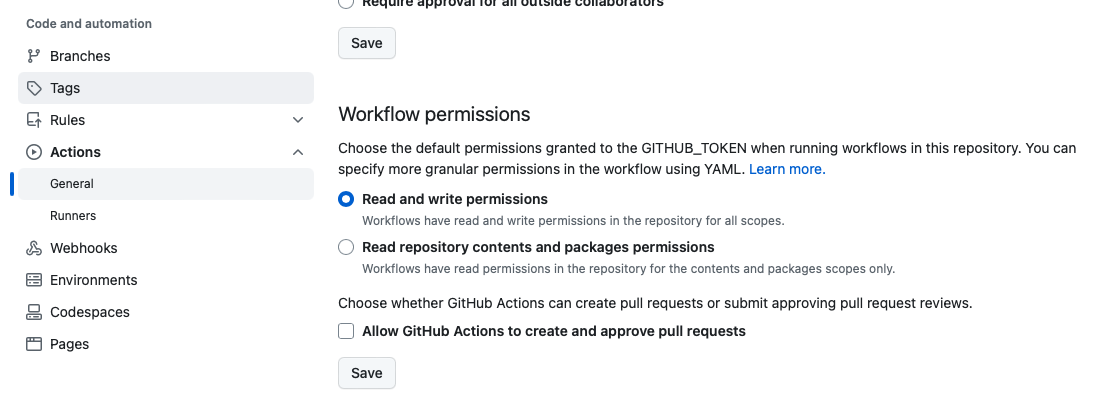 Code and automation
Branches
Tags
Rules
Actions
General
Runners
Webhooks
Environments
Codespaces
Pages
Require approval for all outside collaborators
Save
Workflow permissions
Choose the default permissions granted to the GITHUB_TOKEN when running workflows in this repository. You can
specify more granular permissions in the workflow using YAML. Learn more.
Read and write permissions
Workflows have read and write permissions in the repository for all scopes.
Read repository contents and packages permissions
Workflows have read permissions in the repository for the contents and packages scopes only.
Choose whether GitHub Actions can create pull requests or submit approving pull request reviews.
Allow GitHub Actions to create and approve pull requests
Save